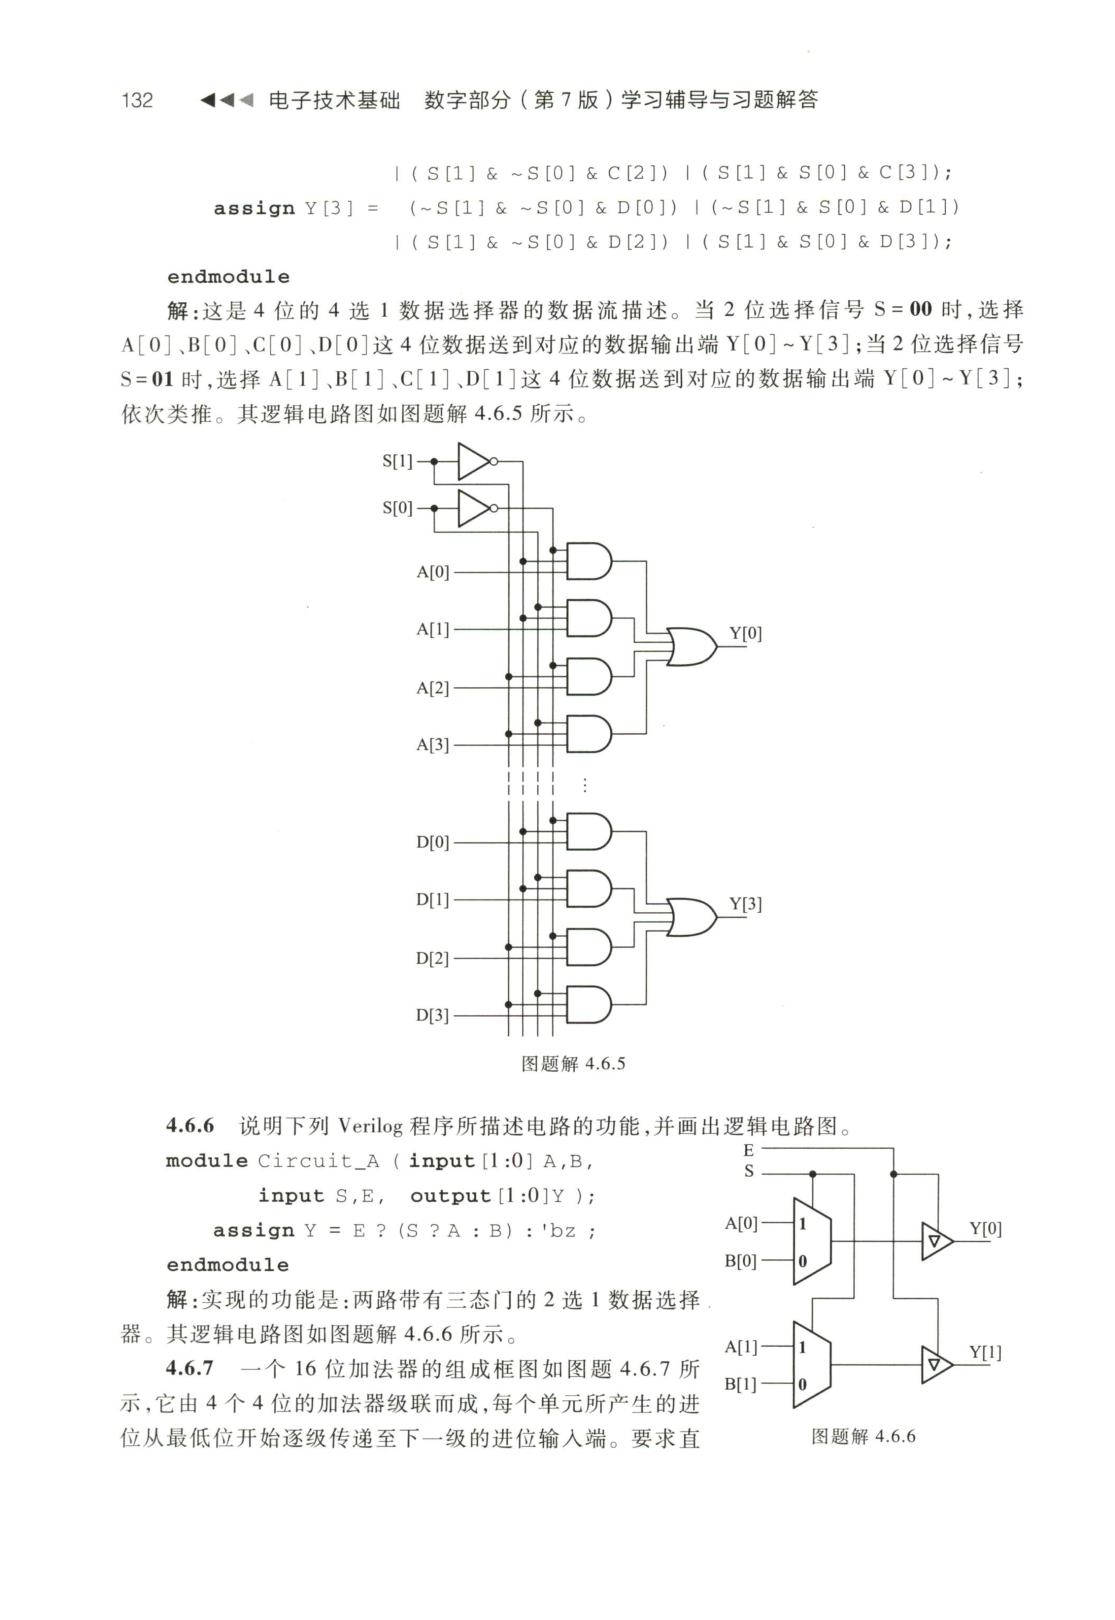 132 ◀◀◀ 电子技术基础 数字部分(第 7 版)学习辅导与习题解答
|( S[1] & ~S[0] & C[2]) |( S[1] & S[0] & C[3]);
assign Y[3] = (~S[1] & ~S[0] & D[0]) |(~S[1] & S[0] & D[1])
|( S[1] & ~S[0] & D[2]) |( S[1] & S[0] & D[3]);
endmodule
解:这是 4 位的 4 选 1 数据选择器的数据流描述。当 2 位选择信号 S=00 时,选择
A[0]、B[0]、C[0]、D[0]这 4 位数据送到对应的数据输出端 Y[0]~Y[3];当 2 位选择信号
S=01 时,选择 A[1]、B[1]、C[1]、D[1]这 4 位数据送到对应的数据输出端 Y[0]~Y[3];
依次类推。其逻辑电路图如图题解 4.6.5 所示。
S[1]
S[0]
A[0]
A[1]
Y[0]
A[2]
A[3]
⋮
D[0]
D[1]
Y[3]
D[2]
D[3]
图题解 4.6.5
4.6.6 说明下列 Verilog 程序所描述电路的功能,并画出逻辑电路图。
module Circuit_A ( input[1:0] A,B,
input S,E, output[1:0]Y );
assign Y = E ? (S ? A : B) : 'bz ;
endmodule
解:实现的功能是:两路带有三态门的 2 选 1 数据选择
器。其逻辑电路图如图题解 4.6.6 所示。
4.6.7 一个 16 位加法器的组成框图如图题 4.6.7 所
示,它由 4 个 4 位的加法器级联而成,每个单元所产生的进
位从最低位开始逐级传递至下一级的进位输入端。要求直
E
S
A[0] 1 Y[0]
B[0] 0
A[1] 1 Y[1]
B[1] 0
图题解 4.6.6